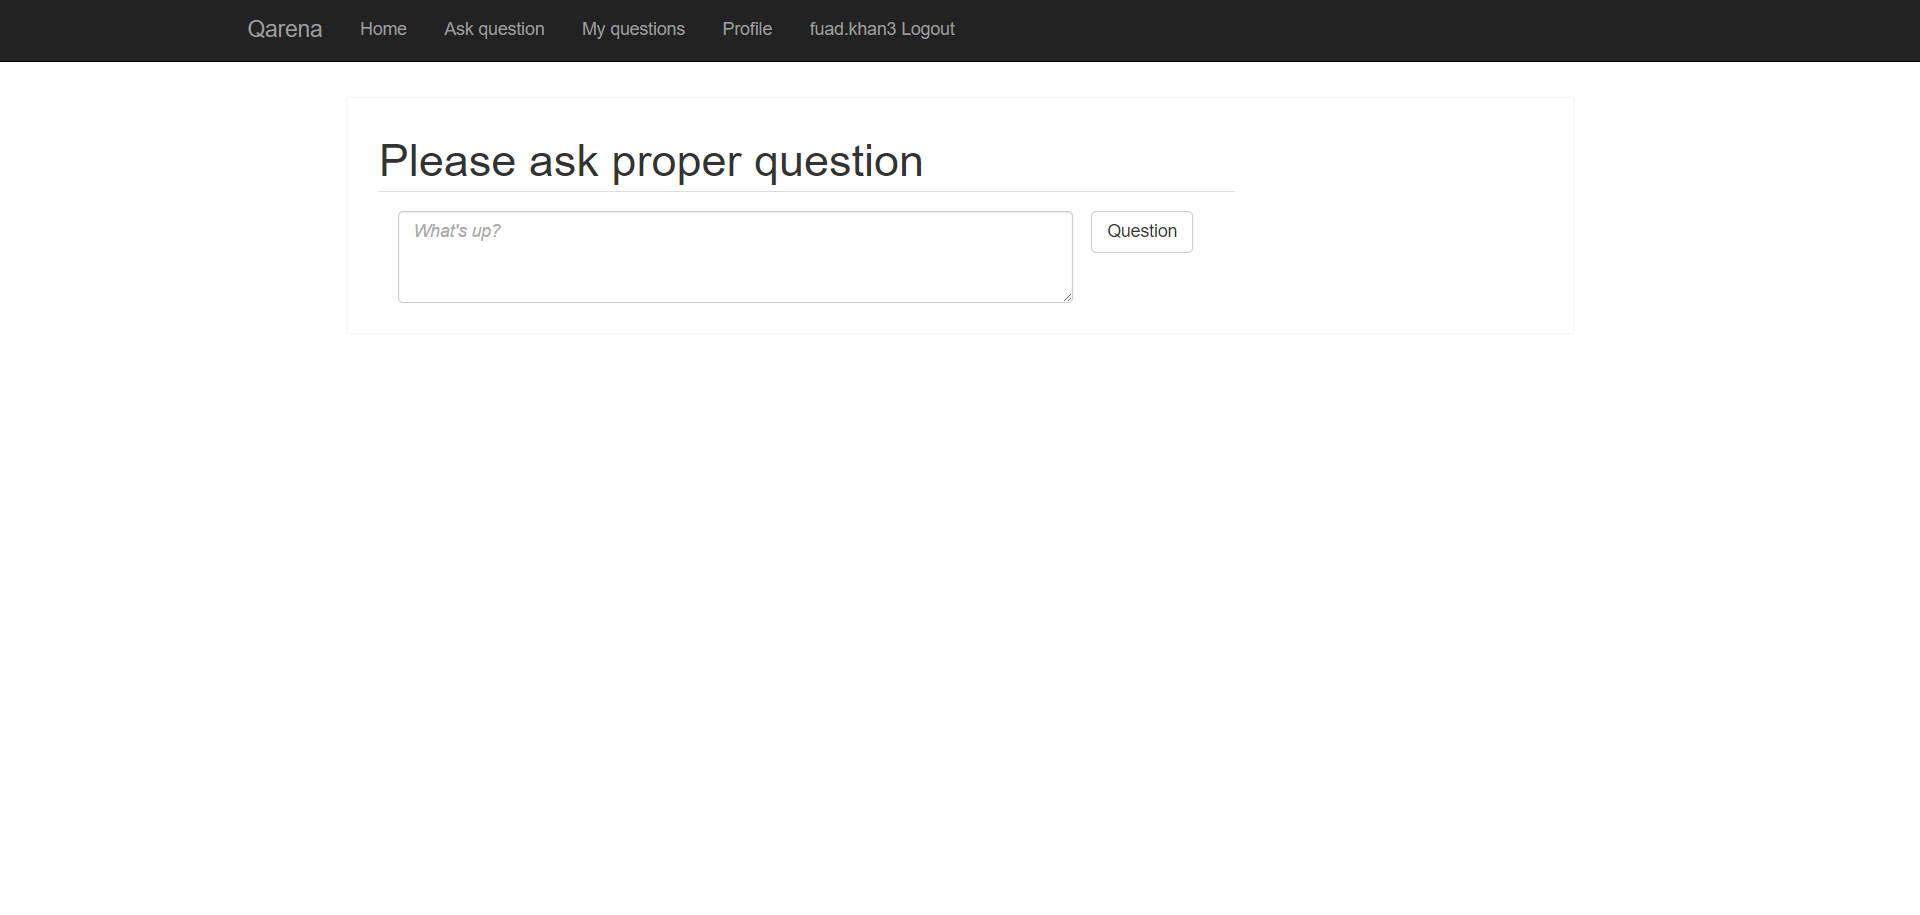 Qarena Home Ask question My questions Profile fuad.khan3 Logout
Please ask proper question
What's up? Question